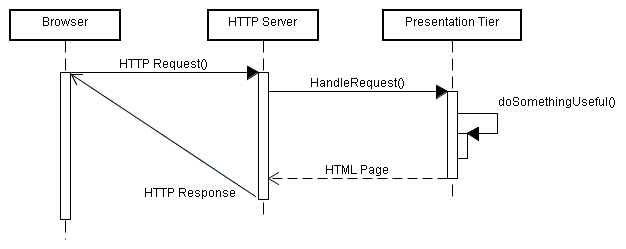 Browser
HTTP Server
Presentation Tier
HTTP Request()
HandleRequest()
doSomethingUseful()
HTML Page
HTTP Response